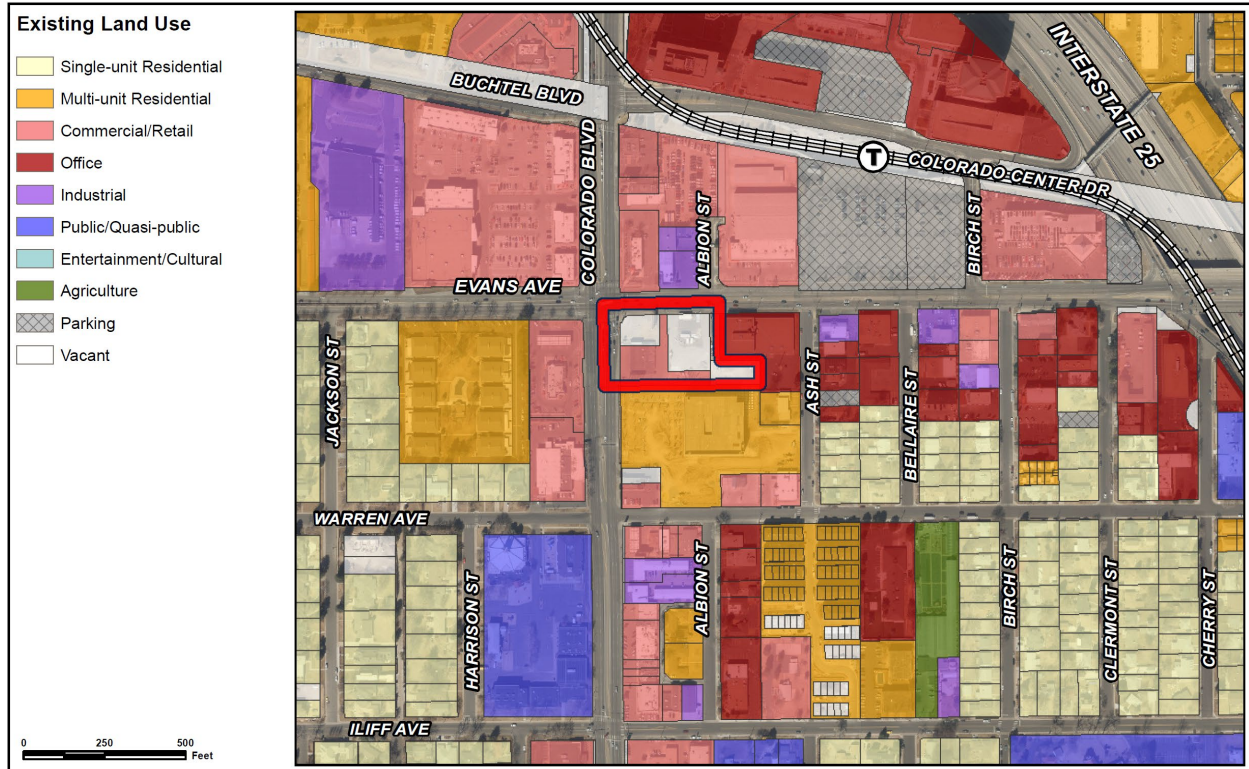 Existing Land Use
Single-unit Residential
Multi-unit Residential
Commercial/Retail
Office
Industrial
Public/Quasi-public
Entertainment/Cultural
Agriculture
Parking
Vacant
0 250 500
Feet
INTERSTATE 25
BUCHTEL BLVD
COLORADO BLVD
T
COLORADO CENTER DR
ALBION ST
BIRCH ST
EVANS AVE
JACKSON ST
ASH ST
BELLAIRE ST
WARREN AVE
HARRISON ST
ALBION ST
BIRCH ST
CLERMONT ST
CHERRY ST
ILIFF AVE